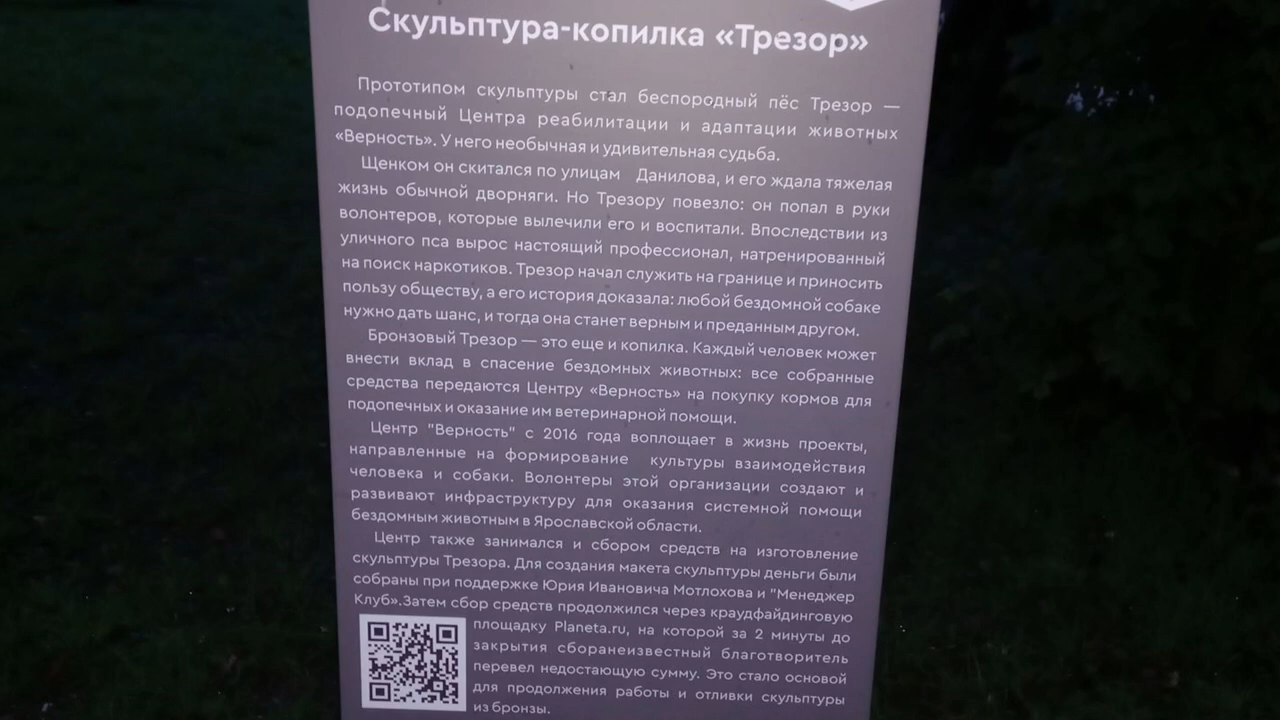 Скульптура-копилка «Трезор»
Прототипом скульптуры стал беспородный пёс Трезор —
подопечный Центра реабилитации и адаптации животных
«Верность». У него необычная и удивительная судьба.
Щенком он скитался по улицам Данилова, и его ждала тяжелая
жизнь обычной дворняги. Но Трезору повезло: он попал в руки
волонтеров, которые вылечили его и воспитали. Впоследствии из
уличного пса вырос настоящий профессионал, натренированный
на поиск наркотиков. Трезор начал служить на границе и приносить
пользу обществу, а его история доказала: любой бездомной собаке
нужно дать шанс, и тогда она станет верным и преданным другом.
Бронзовый Трезор — это еще и копилка. Каждый человек может
внести вклад в спасение бездомных животных: все собранные
средства передаются Центру «Верность» на покупку кормов для
подопечных и оказание им ветеринарной помощи.
Центр "Верность" с 2016 года воплощает в жизнь проекты,
направленные на формирование культуры взаимодействия
человека и собаки. Волонтеры этой организации создают и
развивают инфраструктуру для оказания системной помощи
бездомным животным в Ярославской области.
Центр также занимался и сбором средств на изготовление
скульптуры Трезора. Для создания макета скульптуры деньги были
собраны при поддержке Юрия Ивановича Мотлохова и "Менеджер
Клуб».Затем сбор средств продолжился через краудфайдинговую
площадку Planeta.ru, на которой за 2 минуты до
закрытия сборанеизвестный благотворитель
перевел недостающую сумму. Это стало основой
для продолжения работы и отливки скульптуры
из бронзы.